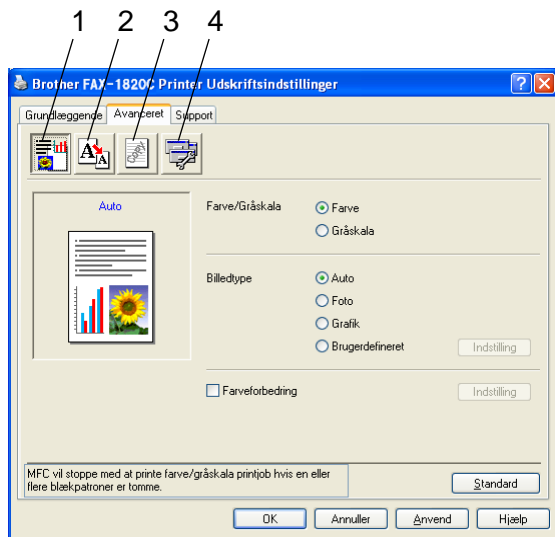 1 2 3 4
Brother FAX-1820C Printer Udskriftsindstillinger
Grundlæggende Avanceret Support
Auto
Farve/Gråskala
Farve
Gråskala
Billedtype
Auto
Foto
Grafik
Brugerdefineret
Indstilling
Farveforbedring
Indstilling
MFC vil stoppe med at printe farve/gråskala printjob hvis en eller
flere blækpatroner er tomme.
Standard
OK Annuller Anvend Hjælp